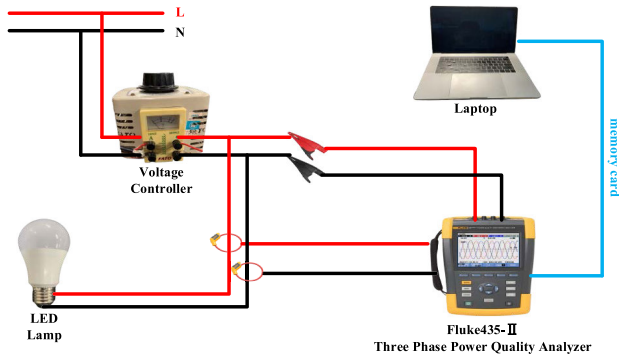 L
N
Laptop
Voltage
Controller
memory card
LED
Lamp
Fluke435-Ⅱ
Three Phase Power Quality Analyzer